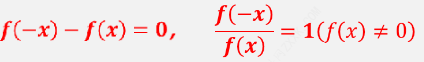 f(−x) − f(x) = 0, f(−x)/f(x) = 1(f(x) ≠ 0)